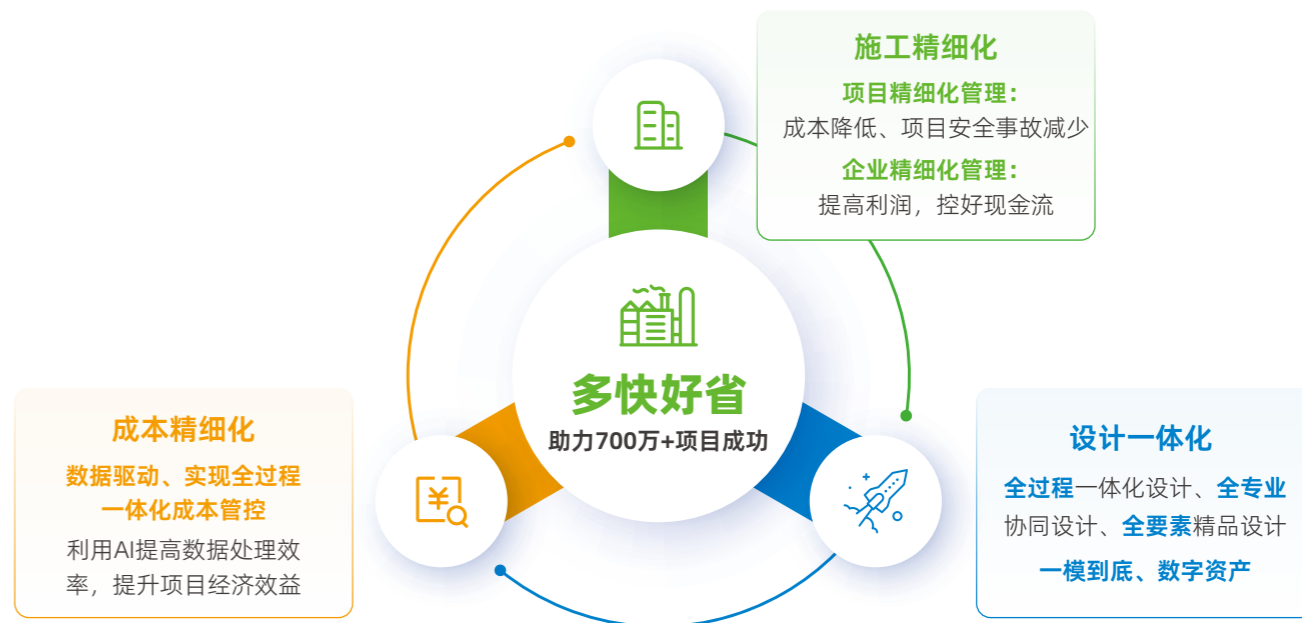 施工精细化
项目精细化管理：
成本降低、项目安全事故减少
企业精细化管理：
提高利润，控好现金流
多快好省
助力700万+项目成功
成本精细化
数据驱动、实现全过程
一体化成本管控
利用AI提高数据处理效
率，提升项目经济效益
设计一体化
全过程一体化设计、全专业
协同设计、全要素精品设计
一模到底、数字资产